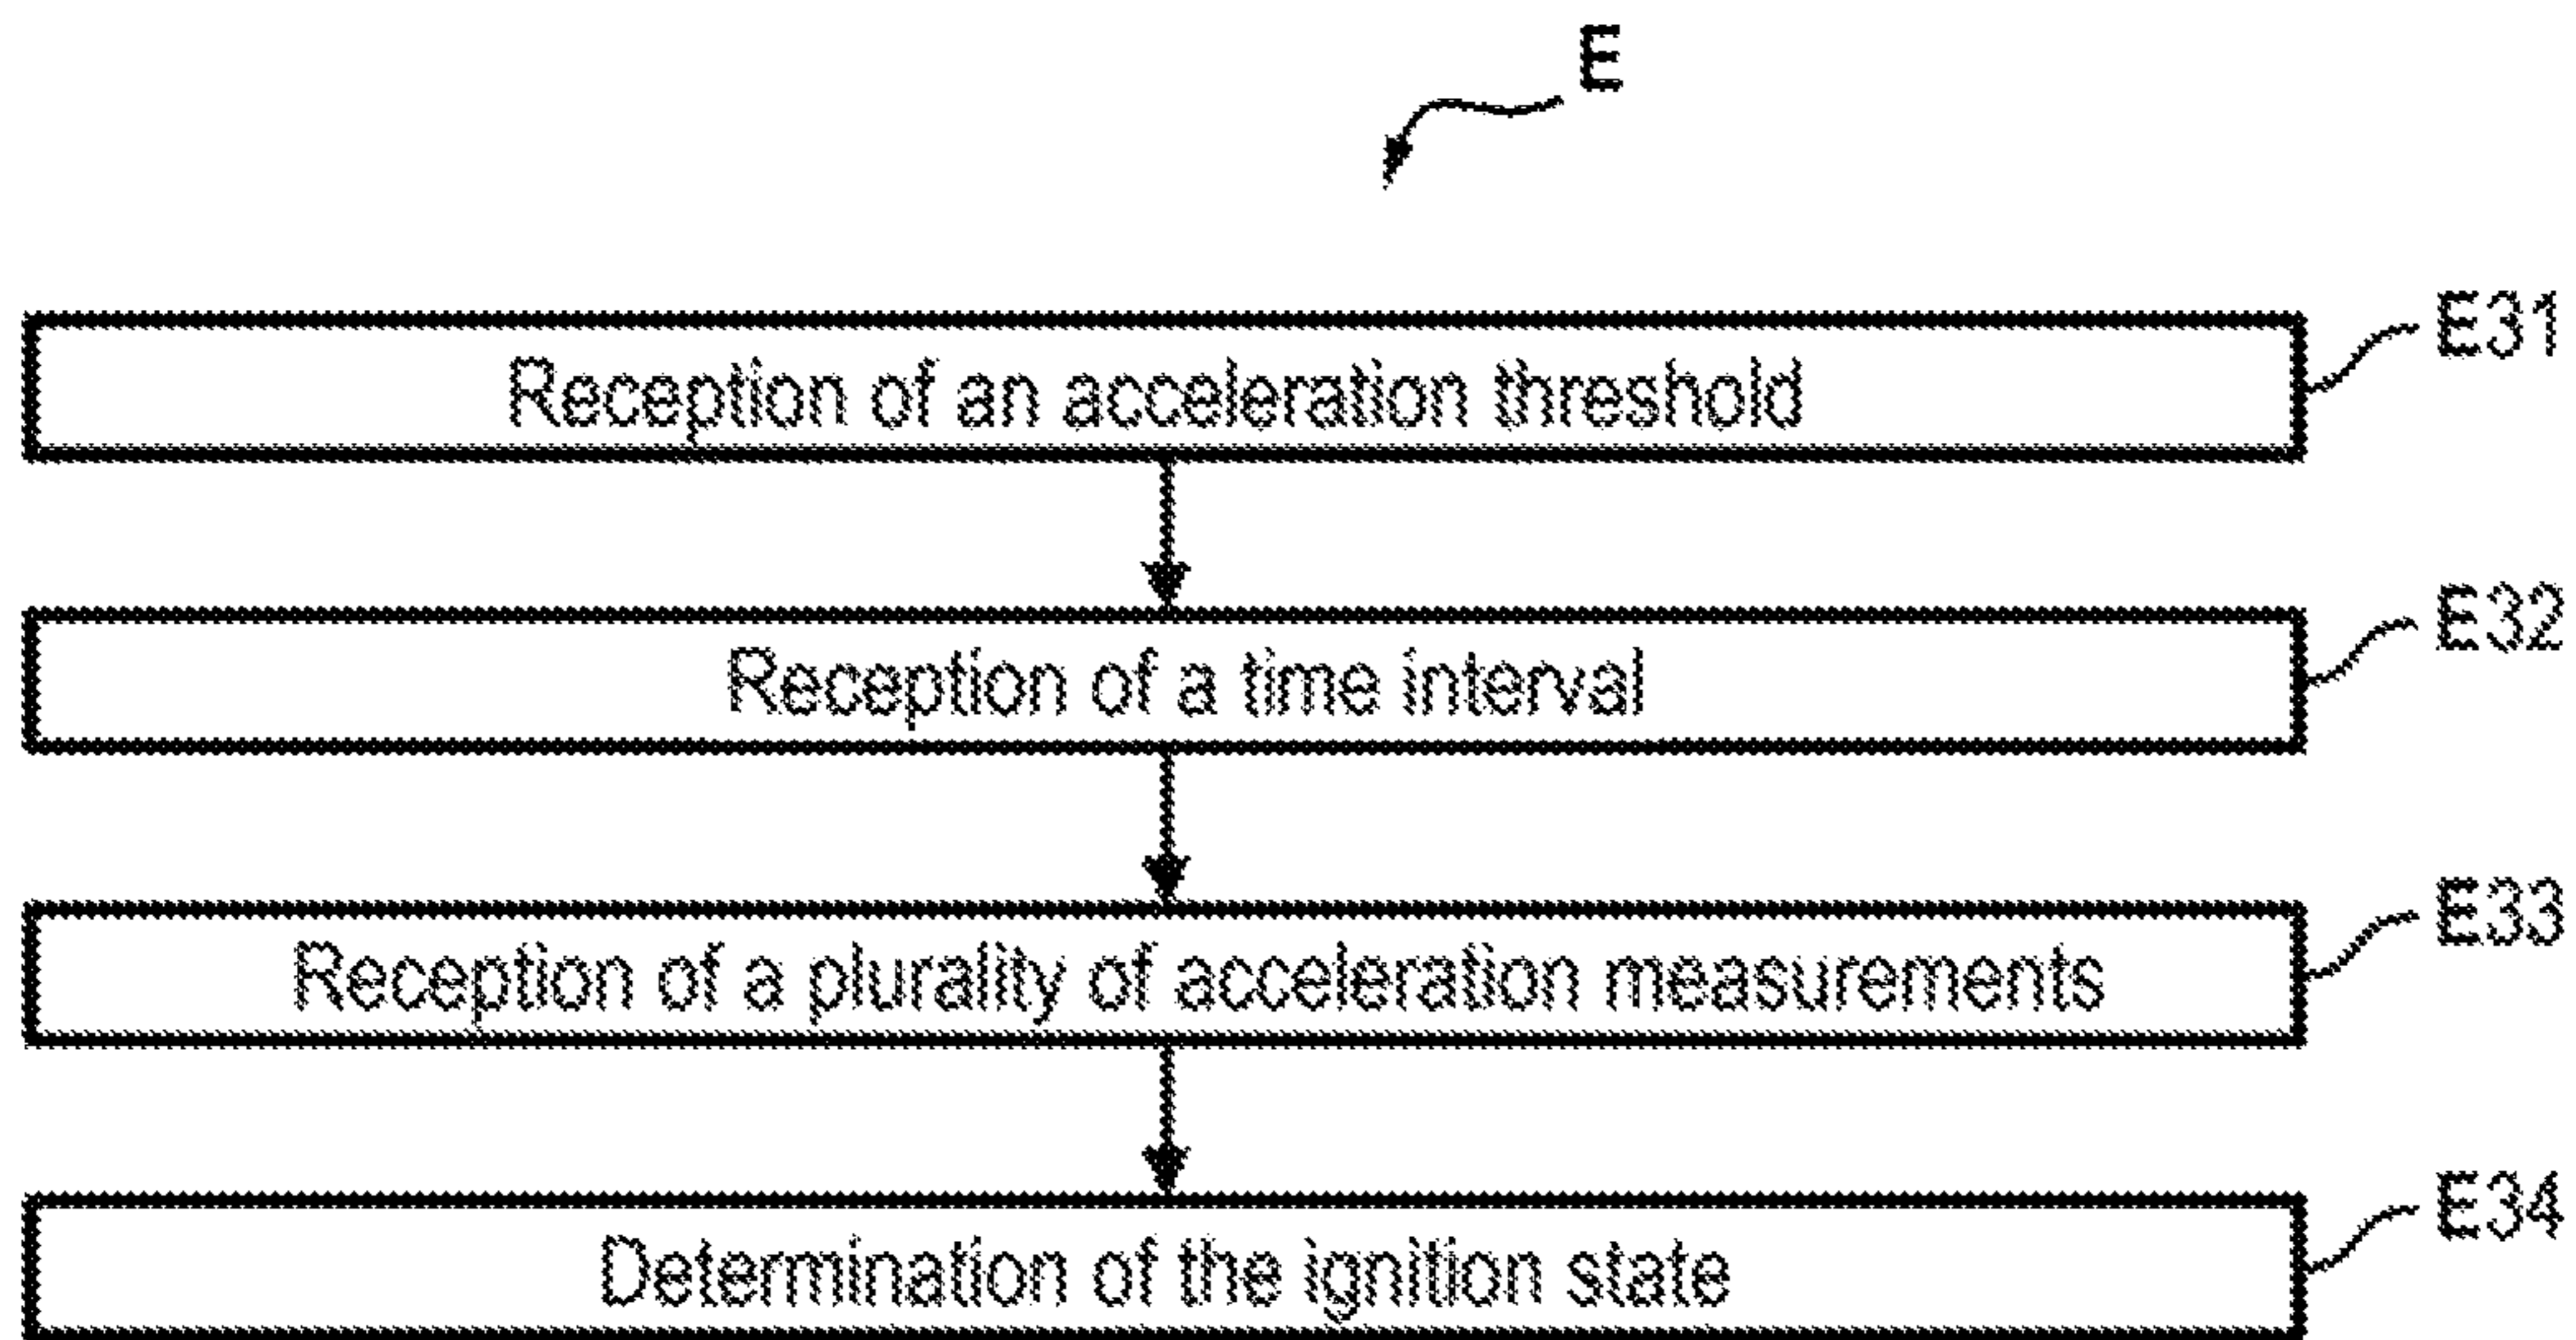 E
Reception of an acceleration threshold
E31
Reception of a time interval
E32
Reception of a plurality of acceleration measurements
E33
Determination of the ignition state
E34